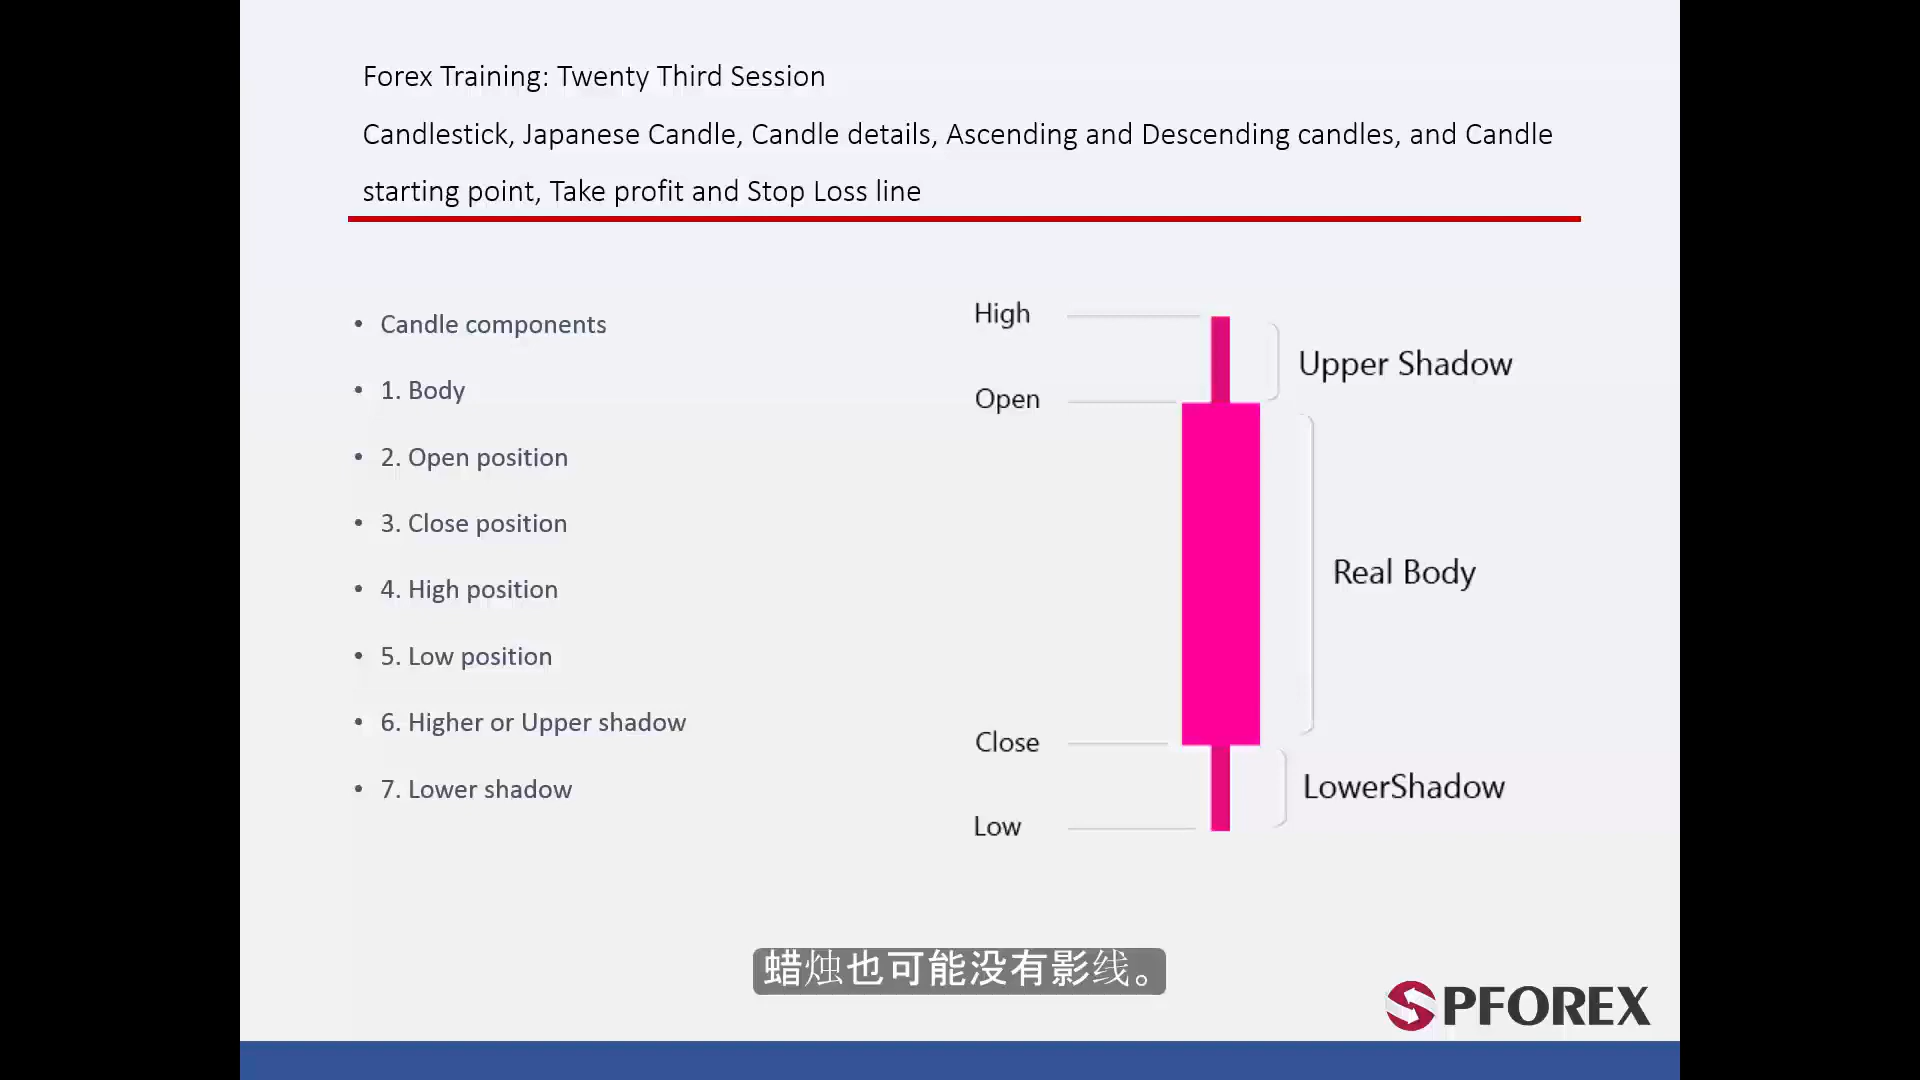 Forex Training: Twenty Third Session
Candlestick, Japanese Candle, Candle details, Ascending and Descending candles, and Candle
starting point, Take profit and Stop Loss line
• Candle components
• 1. Body
• 2. Open position
• 3. Close position
• 4. High position
• 5. Low position
• 6. Higher or Upper shadow
• 7. Lower shadow
High
Upper Shadow
Open
Real Body
Close
LowerShadow
Low
蜡烛也可能没有影线。
PFOREX